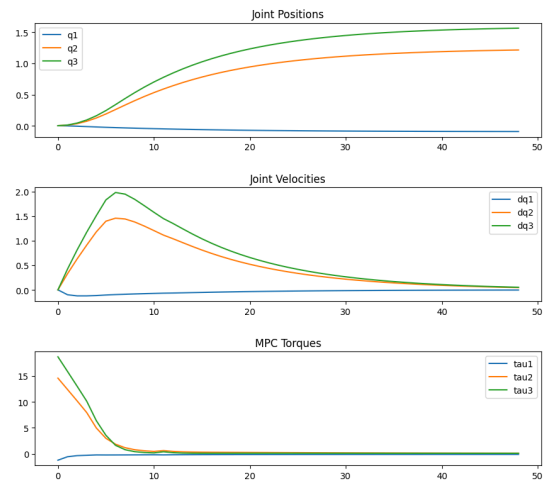 Joint Positions
1.5
1.0
0.5
0.0
q1
q2
q3
0 10 20 30 40 50
Joint Velocities
2.0
1.5
1.0
0.5
0.0
dq1
dq2
dq3
0 10 20 30 40 50
MPC Torques
15
10
5
0
tau1
tau2
tau3
0 10 20 30 40 50